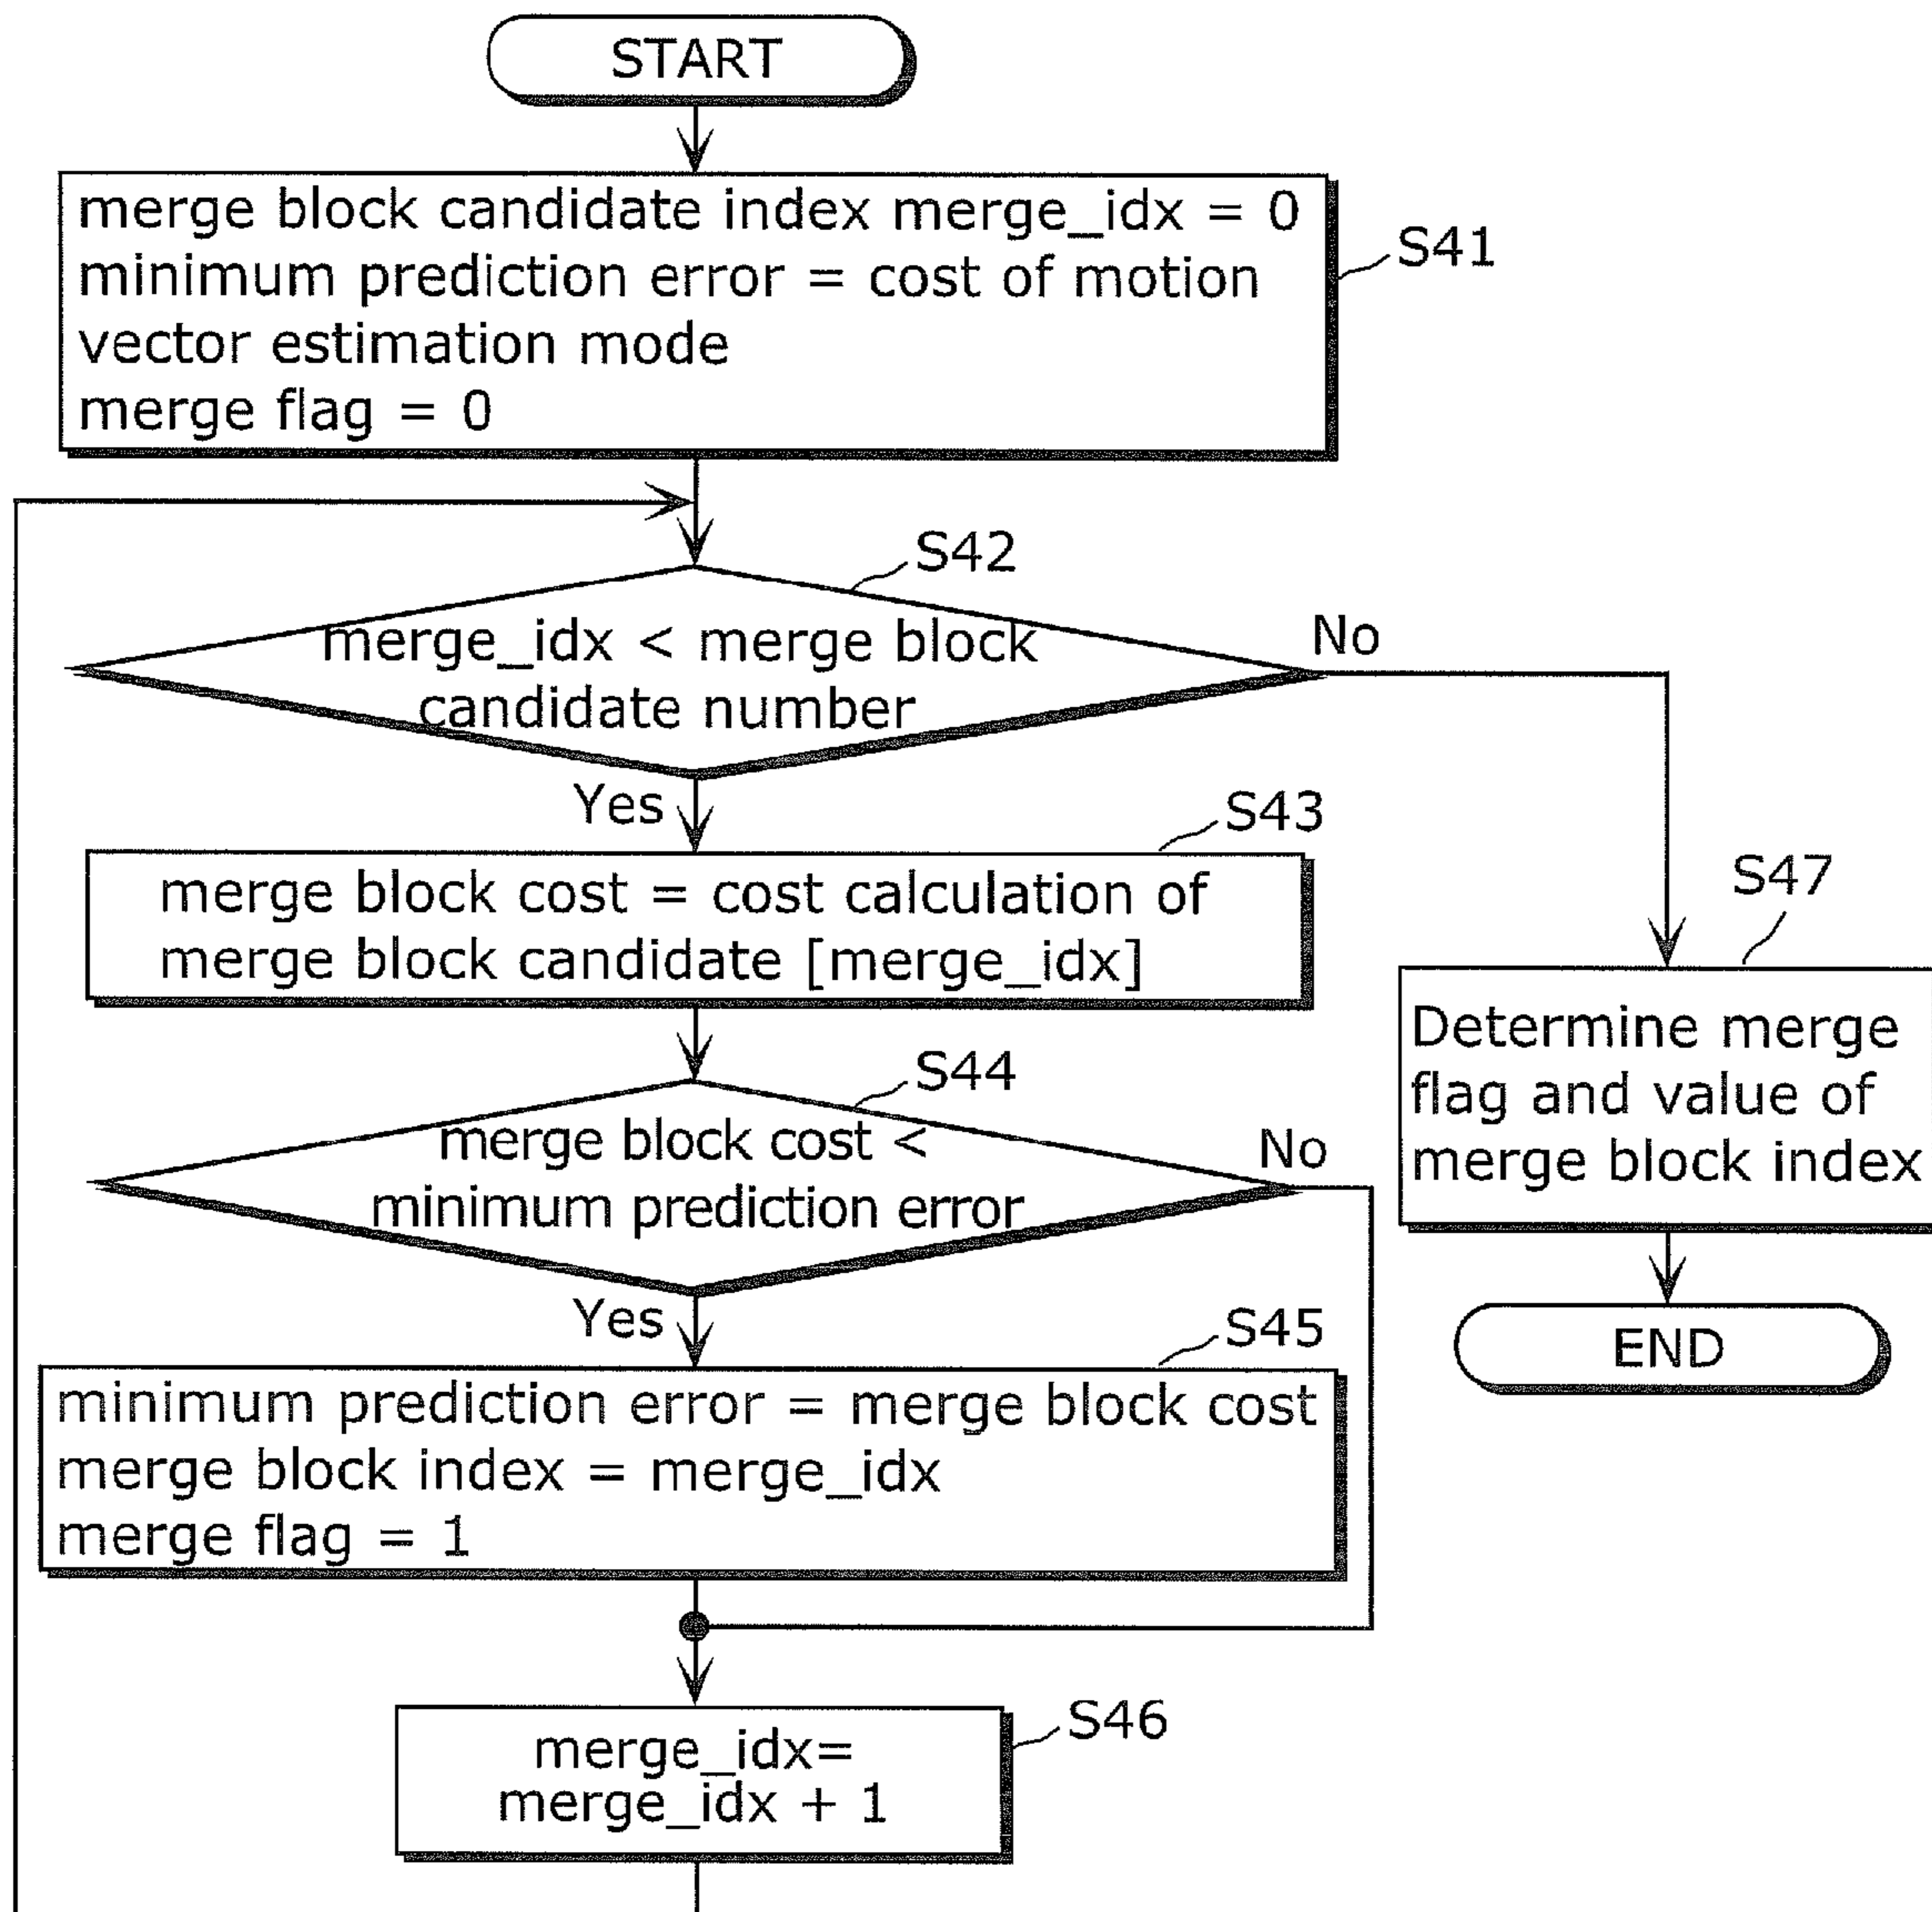 START
merge block candidate index merge_idx = 0
minimum prediction error = cost of motion
vector estimation mode
merge flag = 0
S41
S42
merge_idx < merge block
candidate number
No
Yes
S43
merge block cost = cost calculation of
merge block candidate [merge_idx]
S44
merge block cost <
minimum prediction error
No
Yes
S45
minimum prediction error = merge block cost
merge block index = merge_idx
merge flag = 1
S46
merge_idx=
merge_idx + 1
S47
Determine merge
flag and value of
merge block index
END